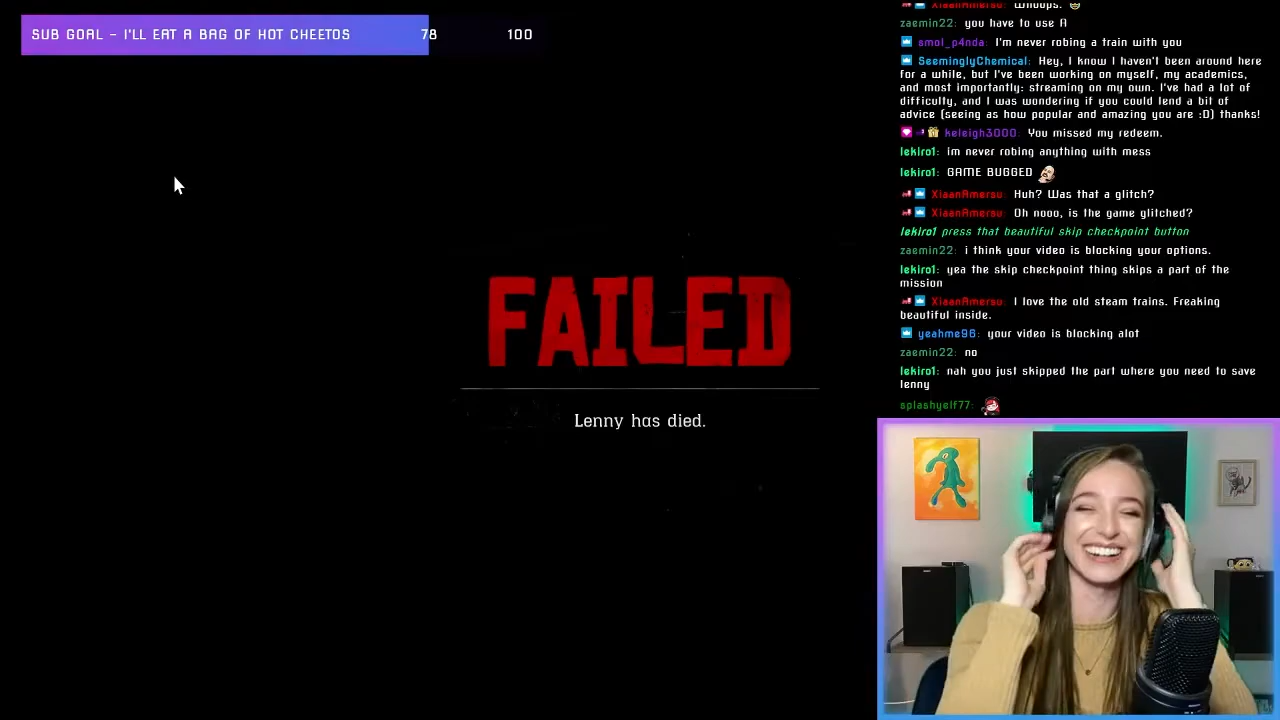 SUB GOAL - I'LL EAT A BAG OF HOT CHEETOS 78 100
FAILED
Lenny has died.
XiaanAmersu: Whoops.
zaemin22: you have to use A
smol_p4nda: I'm never robing a train with you
SeeminglyChemical: Hey, I know I haven't been around here
for a while, but I've been working on myself, my academics,
and most importantly: streaming on my own. I've had a lot of
difficulty, and I was wondering if you could lend a bit of
advice (seeing as how popular and amazing you are :D) thanks!
keleigh3000: You missed my redeem.
lekiro1: im never robing anything with mess
lekiro1: GAME BUGGED
XiaanAmersu: Huh? Was that a glitch?
XiaanAmersu: Oh nooo, is the game glitched?
lekiro1 press that beautiful skip checkpoint button
zaemin22: i think your video is blocking your options.
lekiro1: yea the skip checkpoint thing skips a part of the
mission
XiaanAmersu: I love the old steam trains. Freaking
beautiful inside.
yeahme96: your video is blocking alot
zaemin22: no
lekiro1: nah you just skipped the part where you need to save
lenny
splashyelf77: